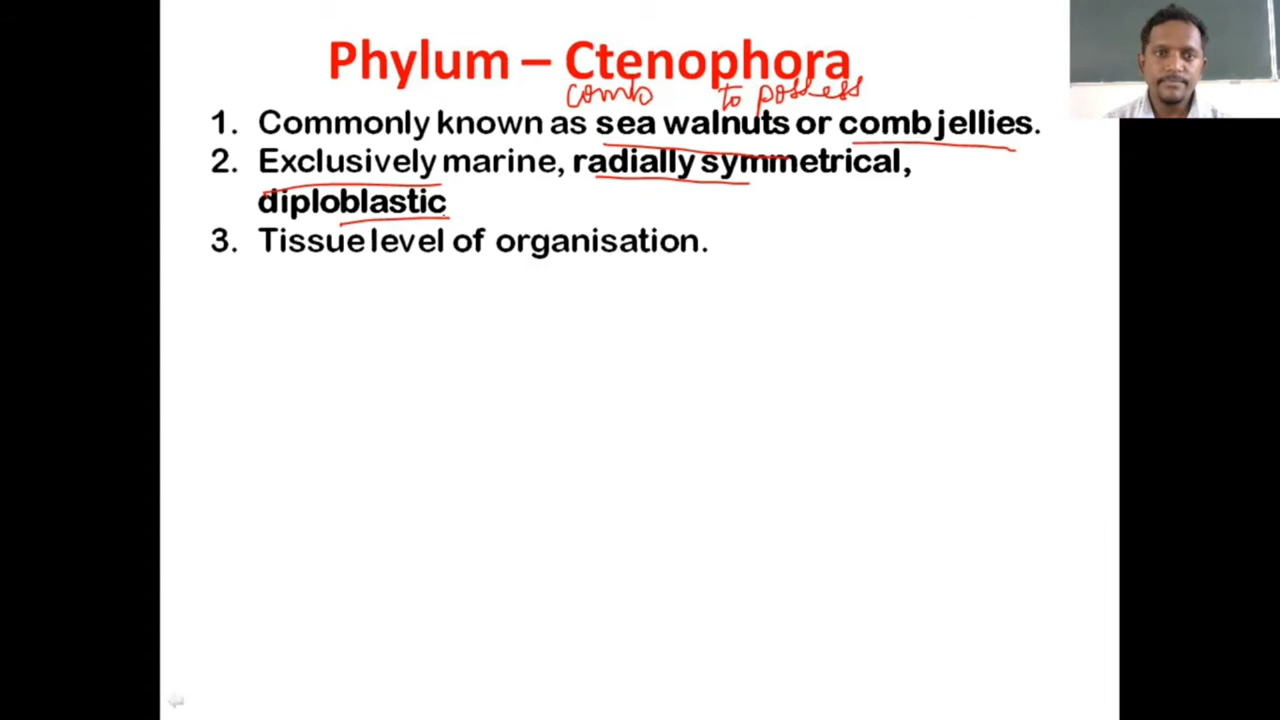 Phylum – Ctenophora
comb to possess
1. Commonly known as sea walnuts or comb jellies.
2. Exclusively marine, radially symmetrical,
diploblastic
3. Tissue level of organisation.